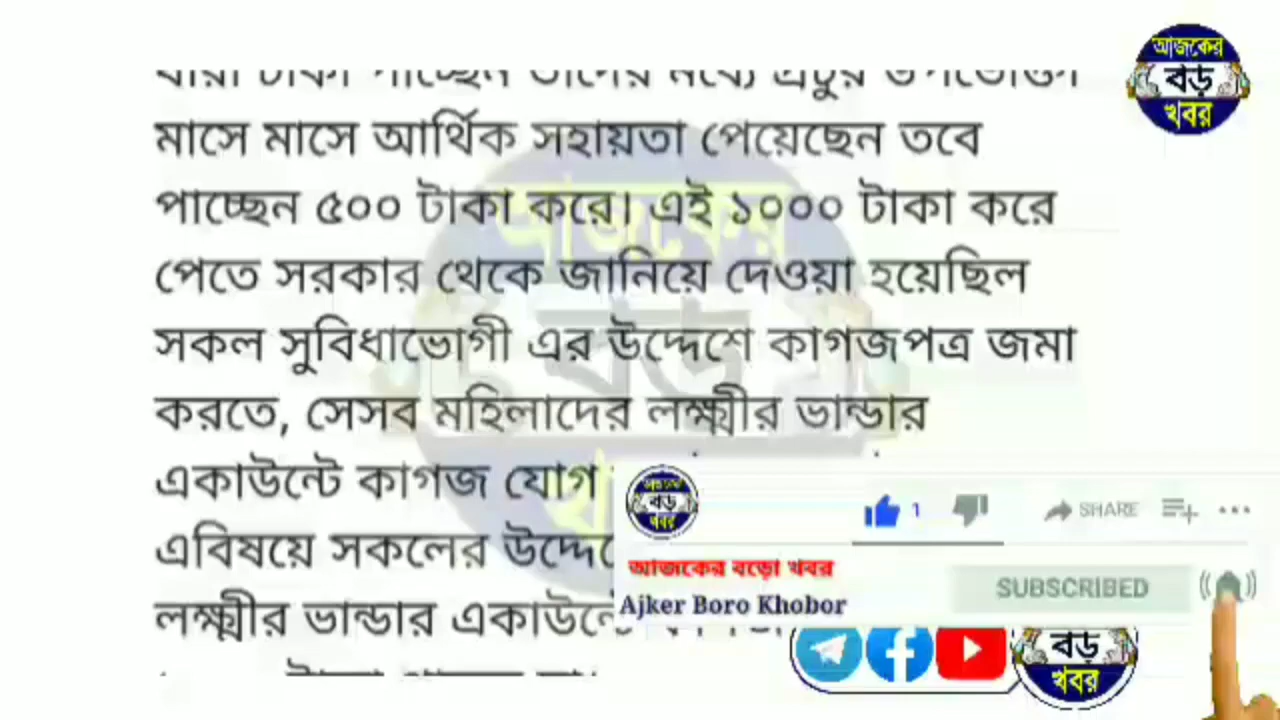 আজকের
বড়
খবর
মাসে মাসে আর্থিক সহায়তা পেয়েছেন তবে
পাচ্ছেন ৫০০ টাকা করে। এই ১০০০ টাকা করে
পেতে সরকার থেকে জানিয়ে দেওয়া হয়েছিল
সকল সুবিধাভোগী এর উদ্দেশে কাগজপত্র জমা
করতে, সেসব মহিলাদের লক্ষ্মীর ভান্ডার
একাউন্টে কাগজ যোগ
এবিষয়ে সকলের
লক্ষ্মীর ভান্ডার
1 SHARE
আজকের বড়ো খবর
SUBSCRIBED
Ajker Boro Khobor
বড়
খবর